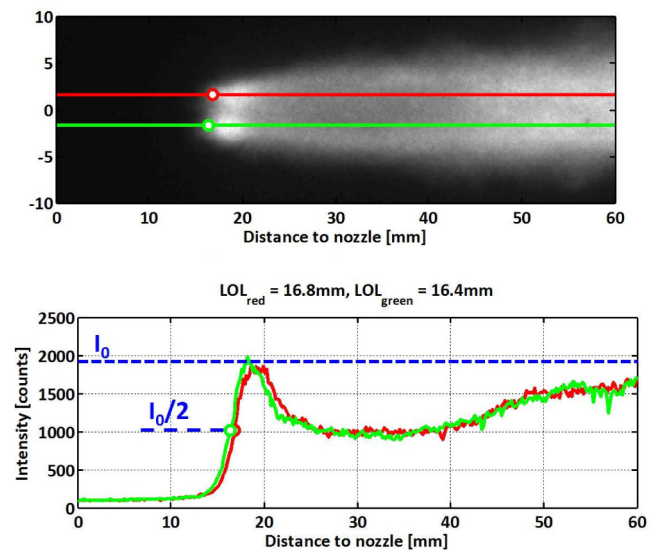 10
5
0
-5
-10
0 10 20 30 40 50 60
Distance to nozzle [mm]
LOL_red = 16.8mm, LOL_green = 16.4mm
2500
2000
1500
1000
500
0
Intensity [counts]
I_0
I_0/2
0 10 20 30 40 50 60
Distance to nozzle [mm]